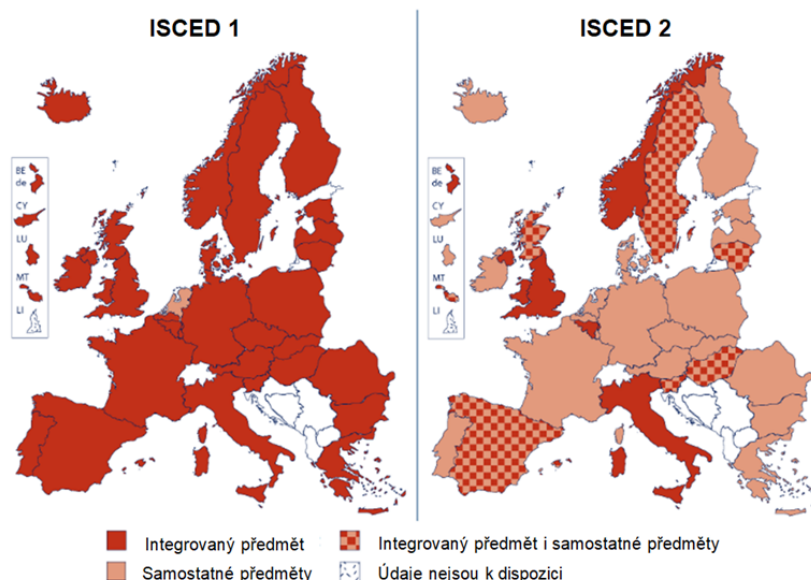 ISCED 1
ISCED 2
BE
de
CY
LU
MT
LI
BE
de
CY
LU
MT
LI
Integrovaný předmět
Integrovaný předmět i samostatné předměty
Samostatné předměty
Údaje nejsou k dispozici